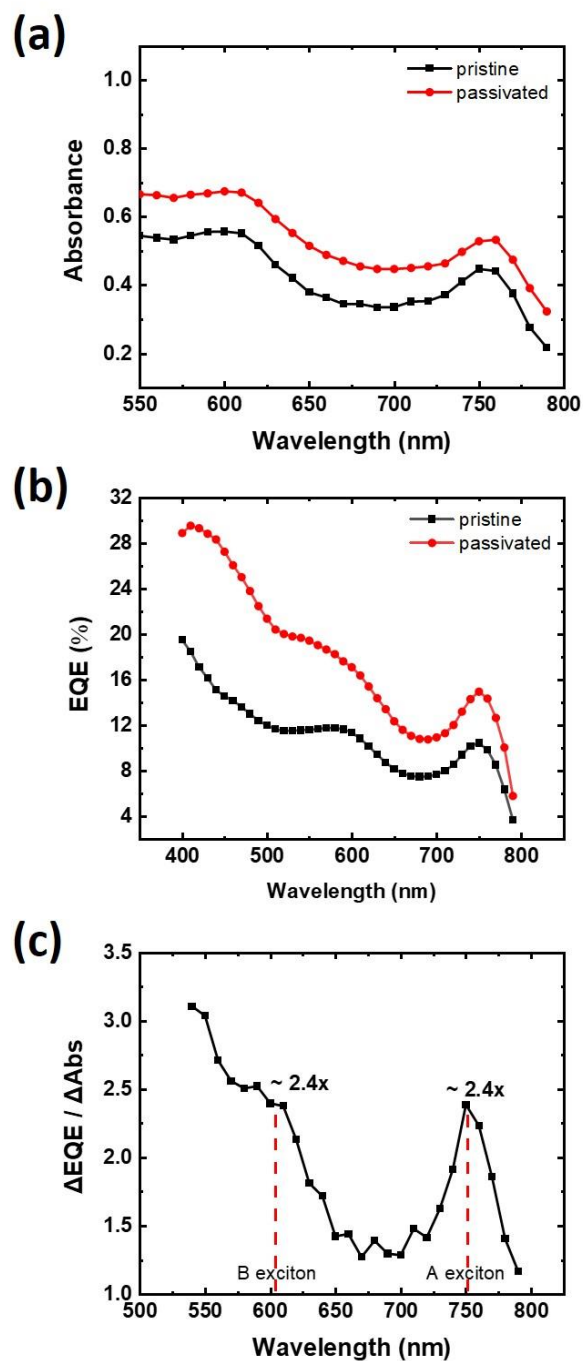 (a)
pristine
passivated
1.0
0.8
0.6
0.4
0.2
Absorbance
550 600 650 700 750 800
Wavelength (nm)
(b)
pristine
passivated
32
28
24
20
16
12
8
4
EQE (%)
400 500 600 700 800
Wavelength (nm)
(c)
3.5
3.0
2.5
2.0
1.5
1.0
ΔEQE / ΔAbs
~ 2.4x ~ 2.4x
B exciton A exciton
500 550 600 650 700 750 800
Wavelength (nm)